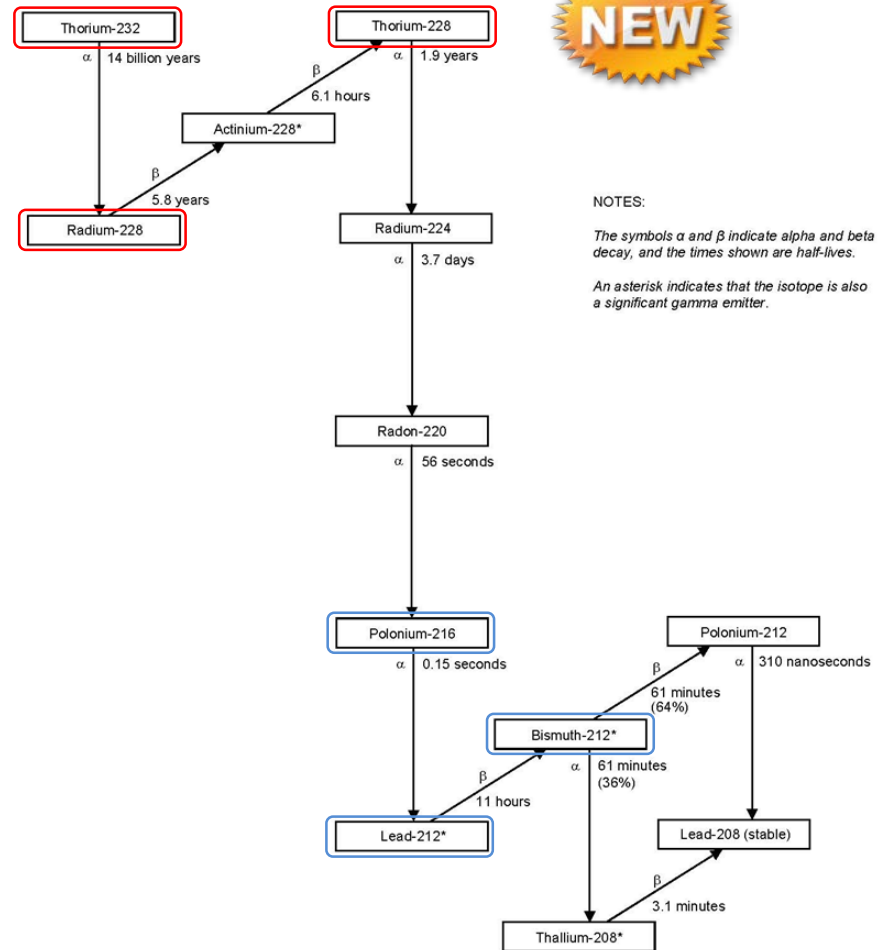 NEW
Thorium-232
Thorium-228
α 14 billion years
α 1.9 years
β
6.1 hours
Actinium-228*
β
5.8 years
Radium-228
Radium-224
α 3.7 days
NOTES:
The symbols α and β indicate alpha and beta
decay, and the times shown are half-lives.
An asterisk indicates that the isotope is also
a significant gamma emitter.
Radon-220
α 56 seconds
Polonium-216
Polonium-212
α 0.15 seconds
α 310 nanoseconds
β
61 minutes
(64%)
Bismuth-212*
α 61 minutes
(36%)
β
11 hours
Lead-212*
Lead-208 (stable)
β
3.1 minutes
Thallium-208*